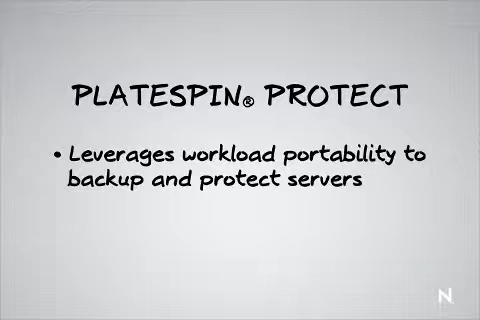 PLATESPIN® PROTECT
• Leverages workload portability to
backup and protect servers
N